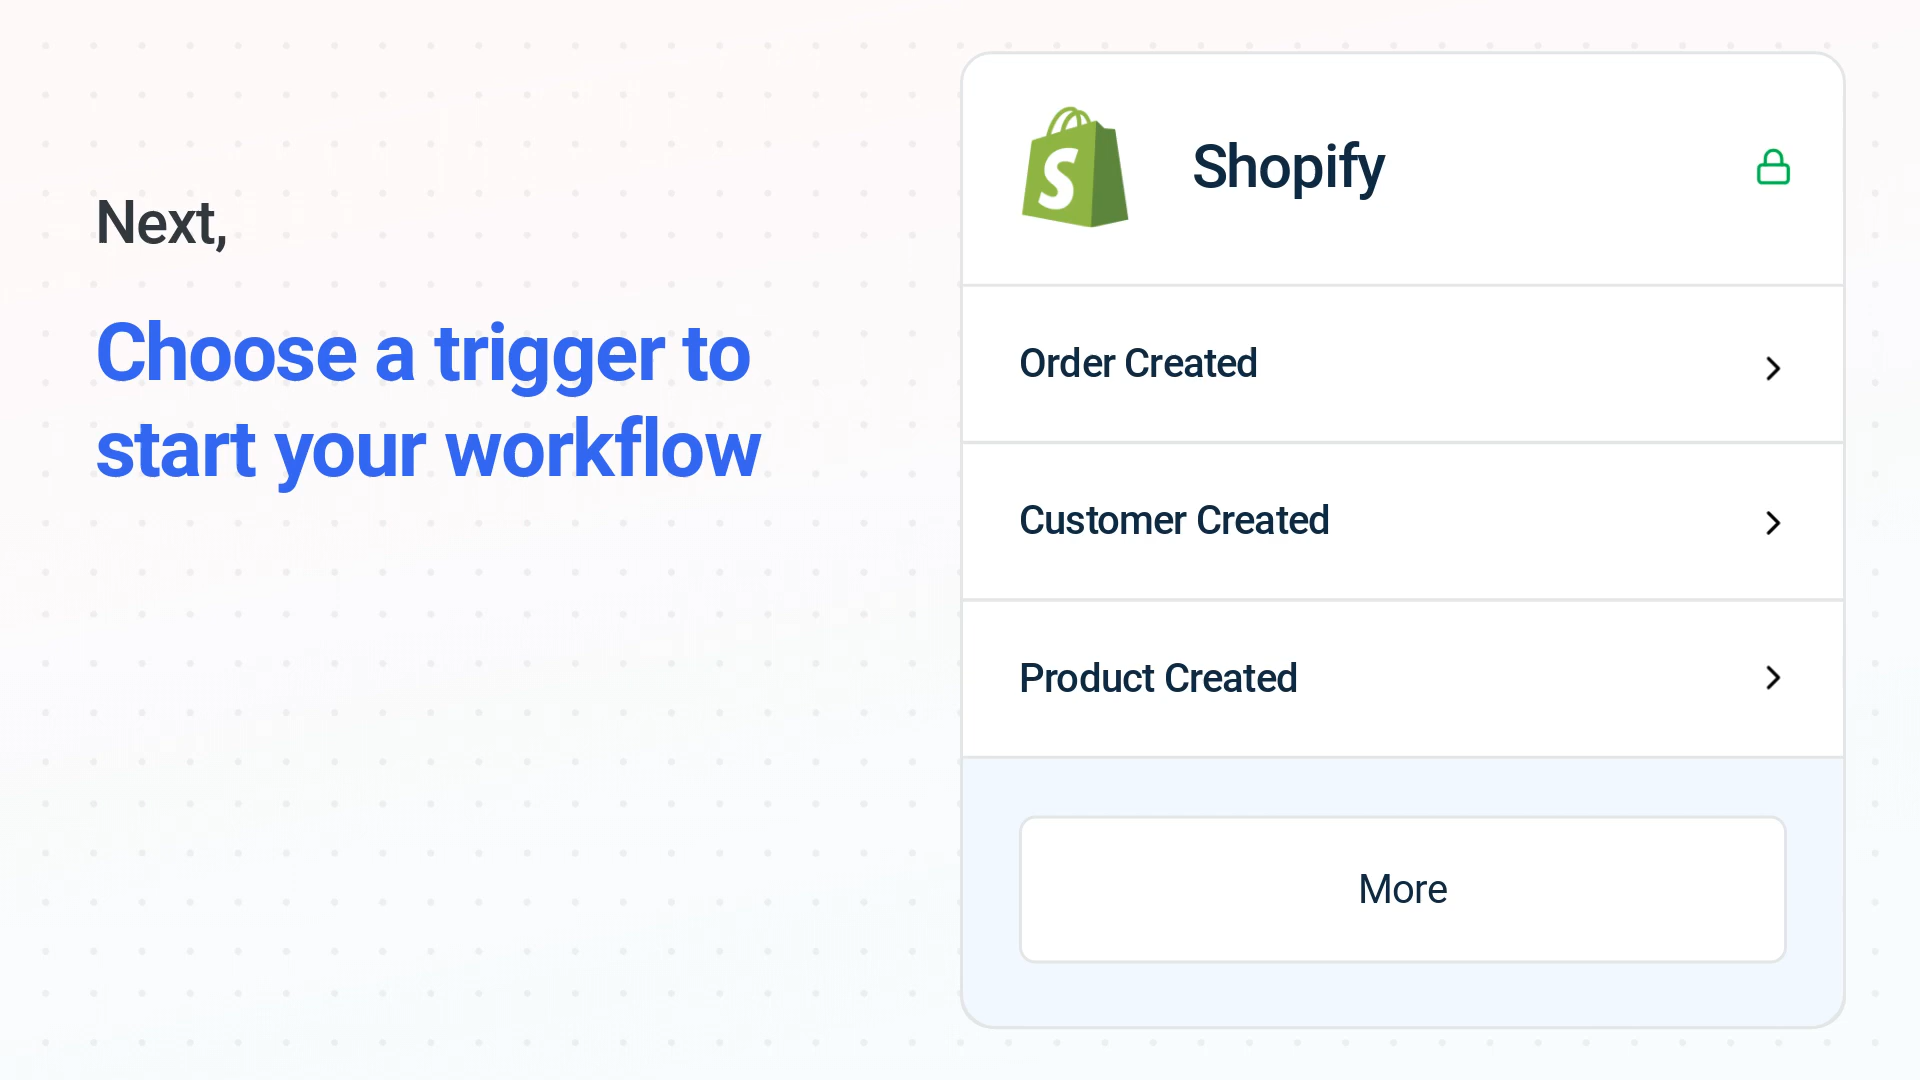 Next,
Choose a trigger to
start your workflow
S
Shopify
Order Created
Customer Created
Product Created
More